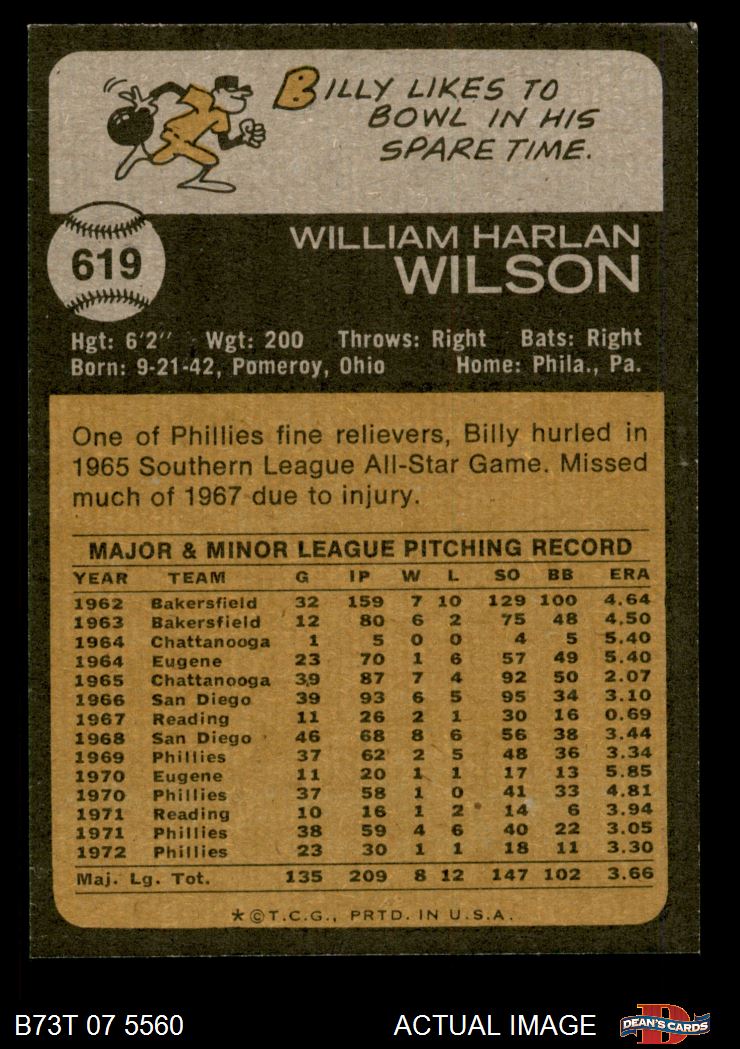 BILLY LIKES TO
BOWL IN HIS
SPARE TIME.
619
WILLIAM HARLAN
WILSON
Hgt: 6'2" Wgt: 200 Throws: Right Bats: Right
Born: 9-21-42, Pomeroy, Ohio Home: Phila., Pa.
One of Phillies fine relievers, Billy hurled in
1965 Southern League All-Star Game. Missed
much of 1967 due to injury.
MAJOR & MINOR LEAGUE PITCHING RECORD
YEAR TEAM G IP W L SO BB ERA
1962 Bakersfield 32 159 7 10 129 100 4.64
1963 Bakersfield 12 80 6 2 75 48 4.50
1964 Chattanooga 1 5 0 0 4 5 5.40
1964 Eugene 23 70 1 6 57 49 5.40
1965 Chattanooga 39 87 7 4 92 50 2.07
1966 San Diego 39 93 6 5 95 34 3.10
1967 Reading 11 26 2 1 30 16 0.69
1968 San Diego 46 68 8 6 56 38 3.44
1969 Phillies 37 62 2 5 48 36 3.34
1970 Eugene 11 20 1 1 17 13 5.85
1970 Phillies 37 58 1 0 41 33 4.81
1971 Reading 10 16 1 2 14 6 3.94
1971 Phillies 38 59 4 6 40 22 3.05
1972 Phillies 23 30 1 1 18 11 3.30
Maj. Lg. Tot. 135 209 8 12 147 102 3.66
*©T.C.G., PRTD. IN U.S.A.
B73T 07 5560 ACTUAL IMAGE
D
DEAN'S CARDS